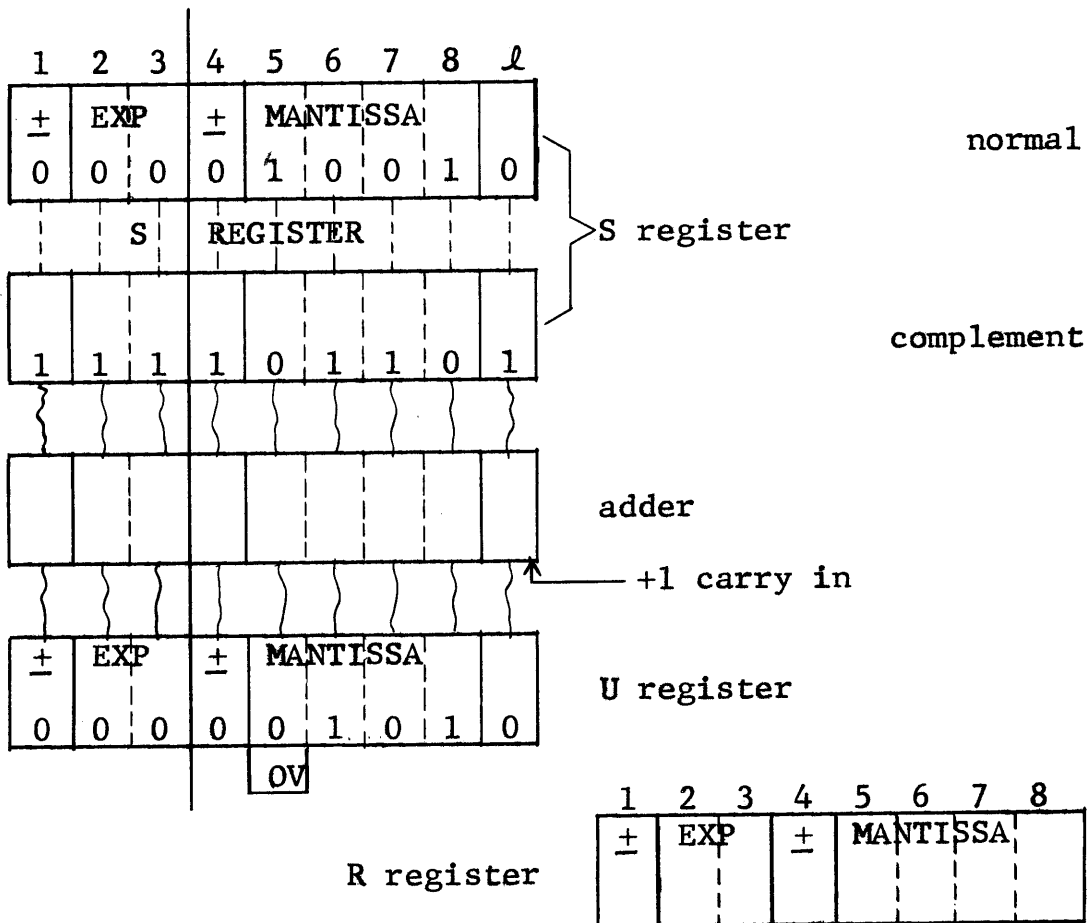 1 2 3 4 5 6 7 8 ℓ
± EXP ± MANTISSA
normal
0 0 0 0 1 0 0 1 0
S REGISTER
S register
complement
1 1 1 1 0 1 1 0 1
adder
+1 carry in
± EXP ± MANTISSA
U register
0 0 0 0 0 1 0 1 0
OV
1 2 3 4 5 6 7 8
± EXP ± MANTISSA
R register